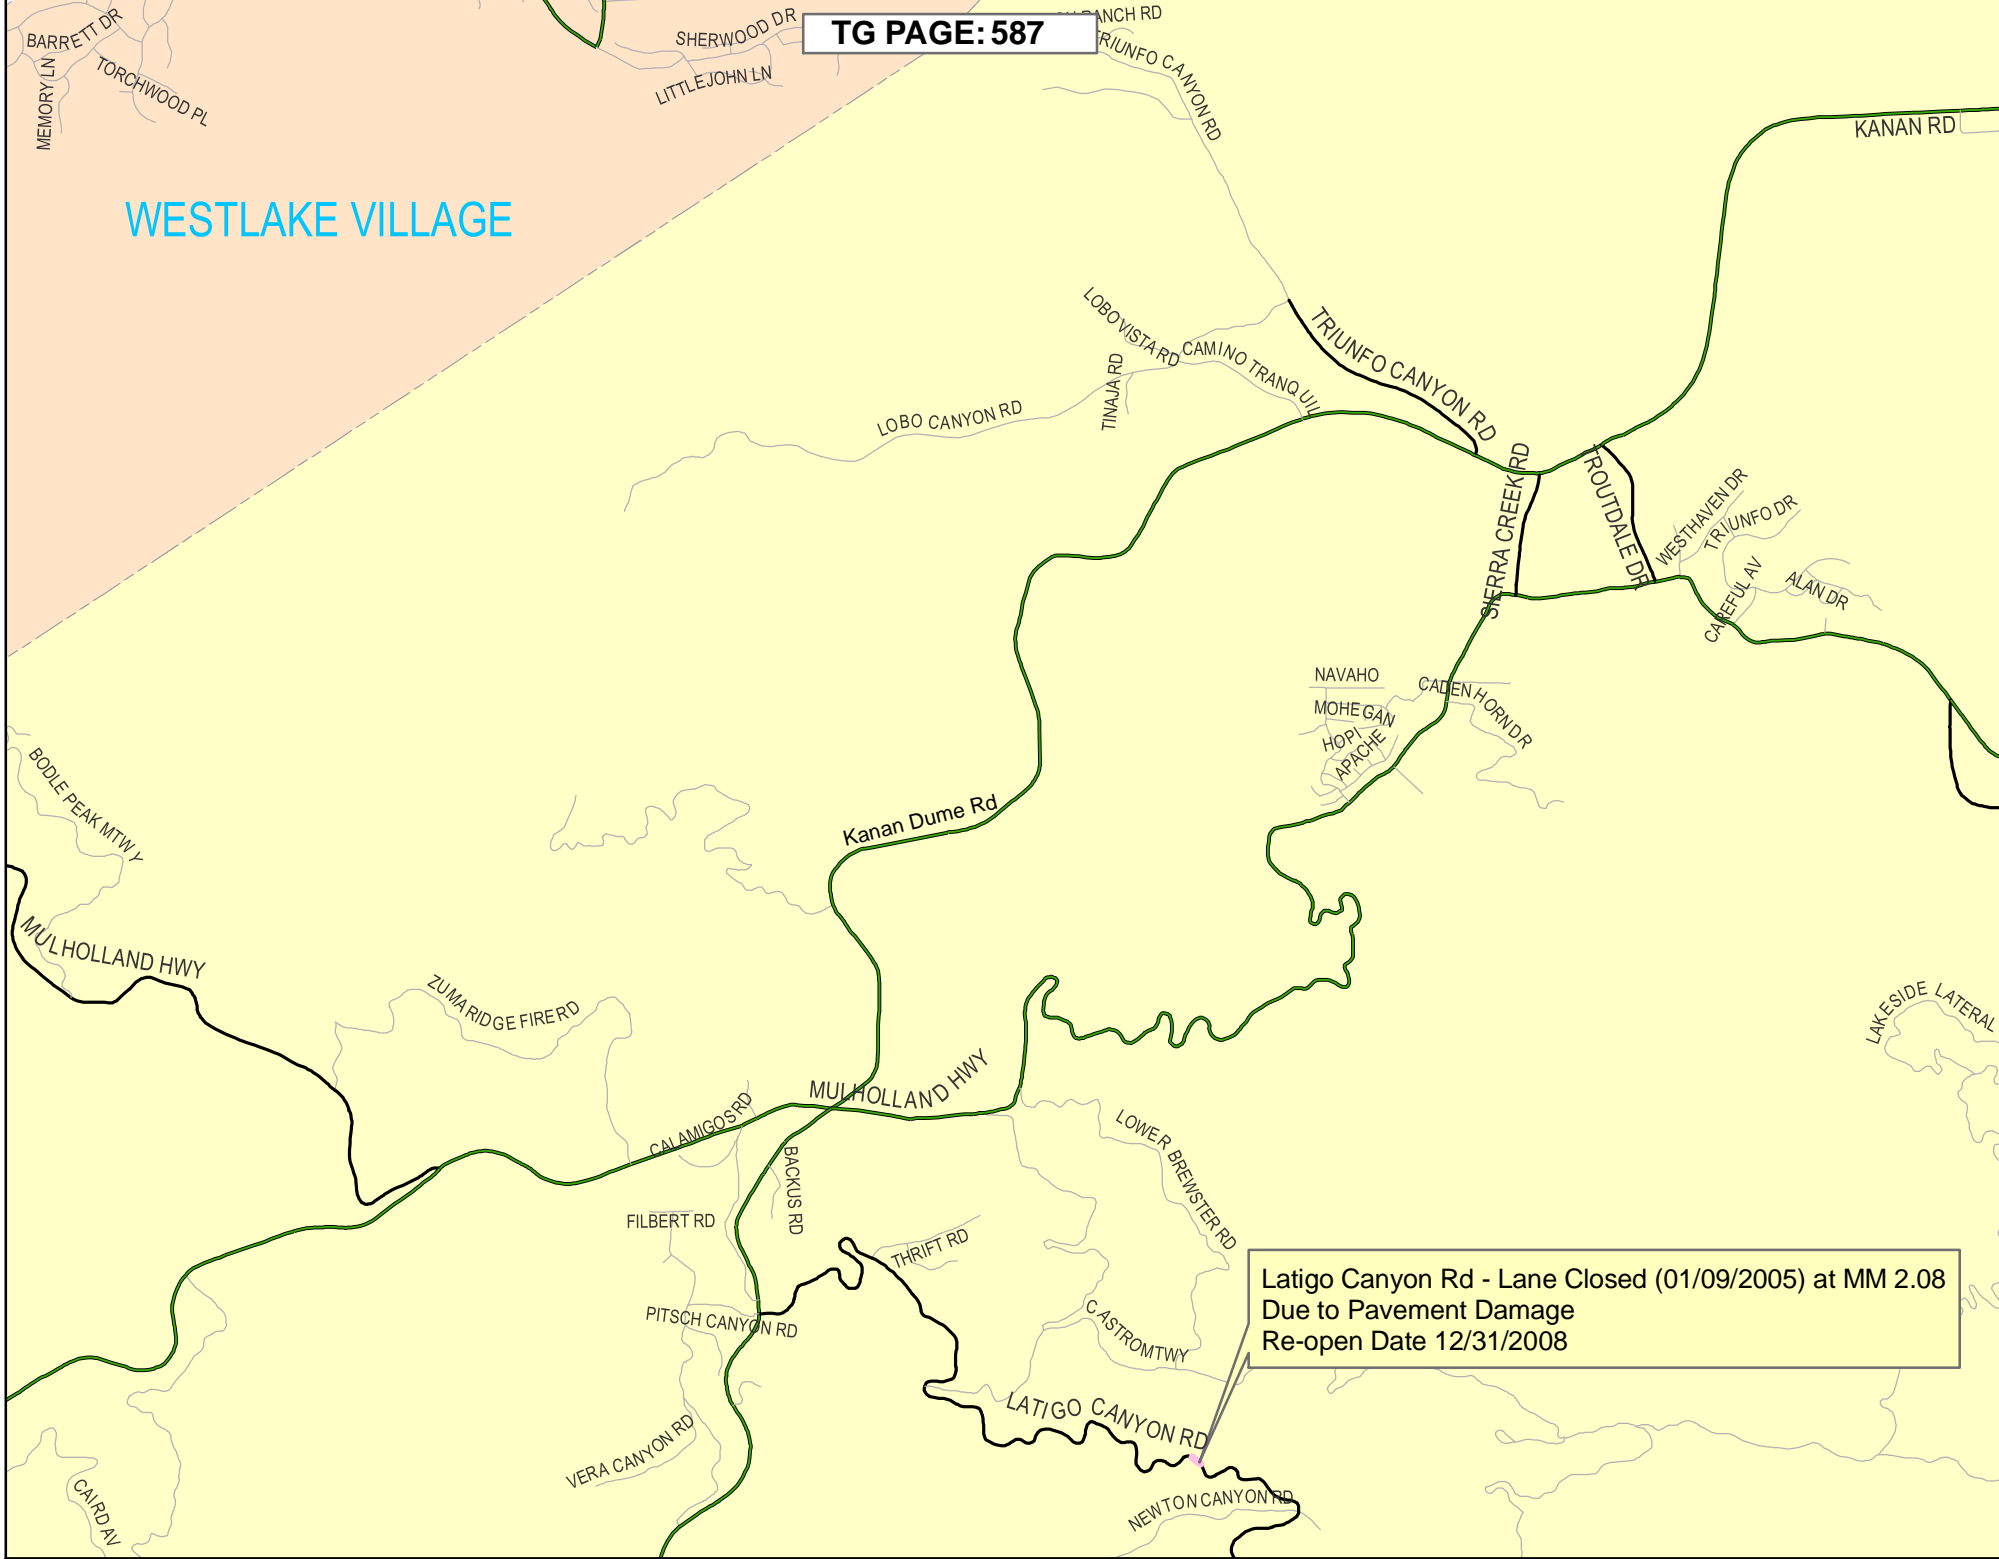 TG PAGE: 587
BARRETT DR
MEMORY LN
TORCHWOOD PL
SHERWOOD DR
LITTLEJOHN LN
RANCH RD
TRIUNFO CANYON RD
KANAN RD
WESTLAKE VILLAGE
LOBO VISTA RD
CAMINO TRANQUIL
TINAJA RD
LOBO CANYON RD
TRIUNFO CANYON RD
SIERRA CREEK RD
TROUTDALE DR
WESTHAVEN DR
TRIUNFO DR
CAREFUL AV
ALAN DR
NAVAHO
MOHEGAN
HOPI
APACHE
CADEN HORN DR
BODLE PEAK MTWY
Kanan Dume Rd
MULHOLLAND HWY
ZUMA RIDGE FIRE RD
LAKESIDE LATERAL
MULHOLLAND HWY
CALAMIGOS RD
BACKUS RD
LOWER BREWSTER RD
FILBERT RD
THRIFT RD
PITSCH CANYON RD
CASTROMTWY
Latigo Canyon Rd - Lane Closed (01/09/2005) at MM 2.08
Due to Pavement Damage
Re-open Date 12/31/2008
LATIGO CANYON RD
VERA CANYON RD
NEWTON CANYON RD
CAIRD AV